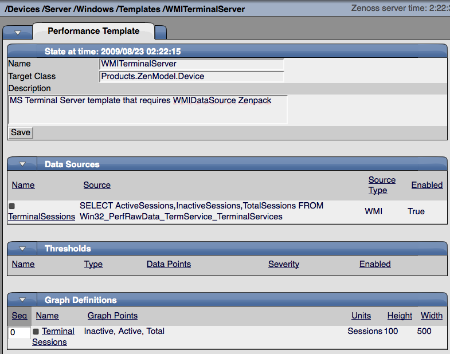 /Devices /Server /Windows /Templates /WMITerminalServer
Zenoss server time: 2:22:
Performance Template
State at time: 2009/08/23 02:22:15
Name WMITerminalServer
Target Class Products.ZenModel.Device
Description
MS Terminal Server template that requires WMIDataSource Zenpack
Save
Data Sources
Name Source Source Type Enabled
TerminalSessions SELECT ActiveSessions,InactiveSessions,TotalSessions FROM Win32_PerfRawData_TermService_TerminalServices WMI True
Thresholds
Name Type Data Points Severity Enabled
Graph Definitions
Seq Name Graph Points Units Height Width
0 Terminal Sessions Inactive, Active, Total Sessions 100 500